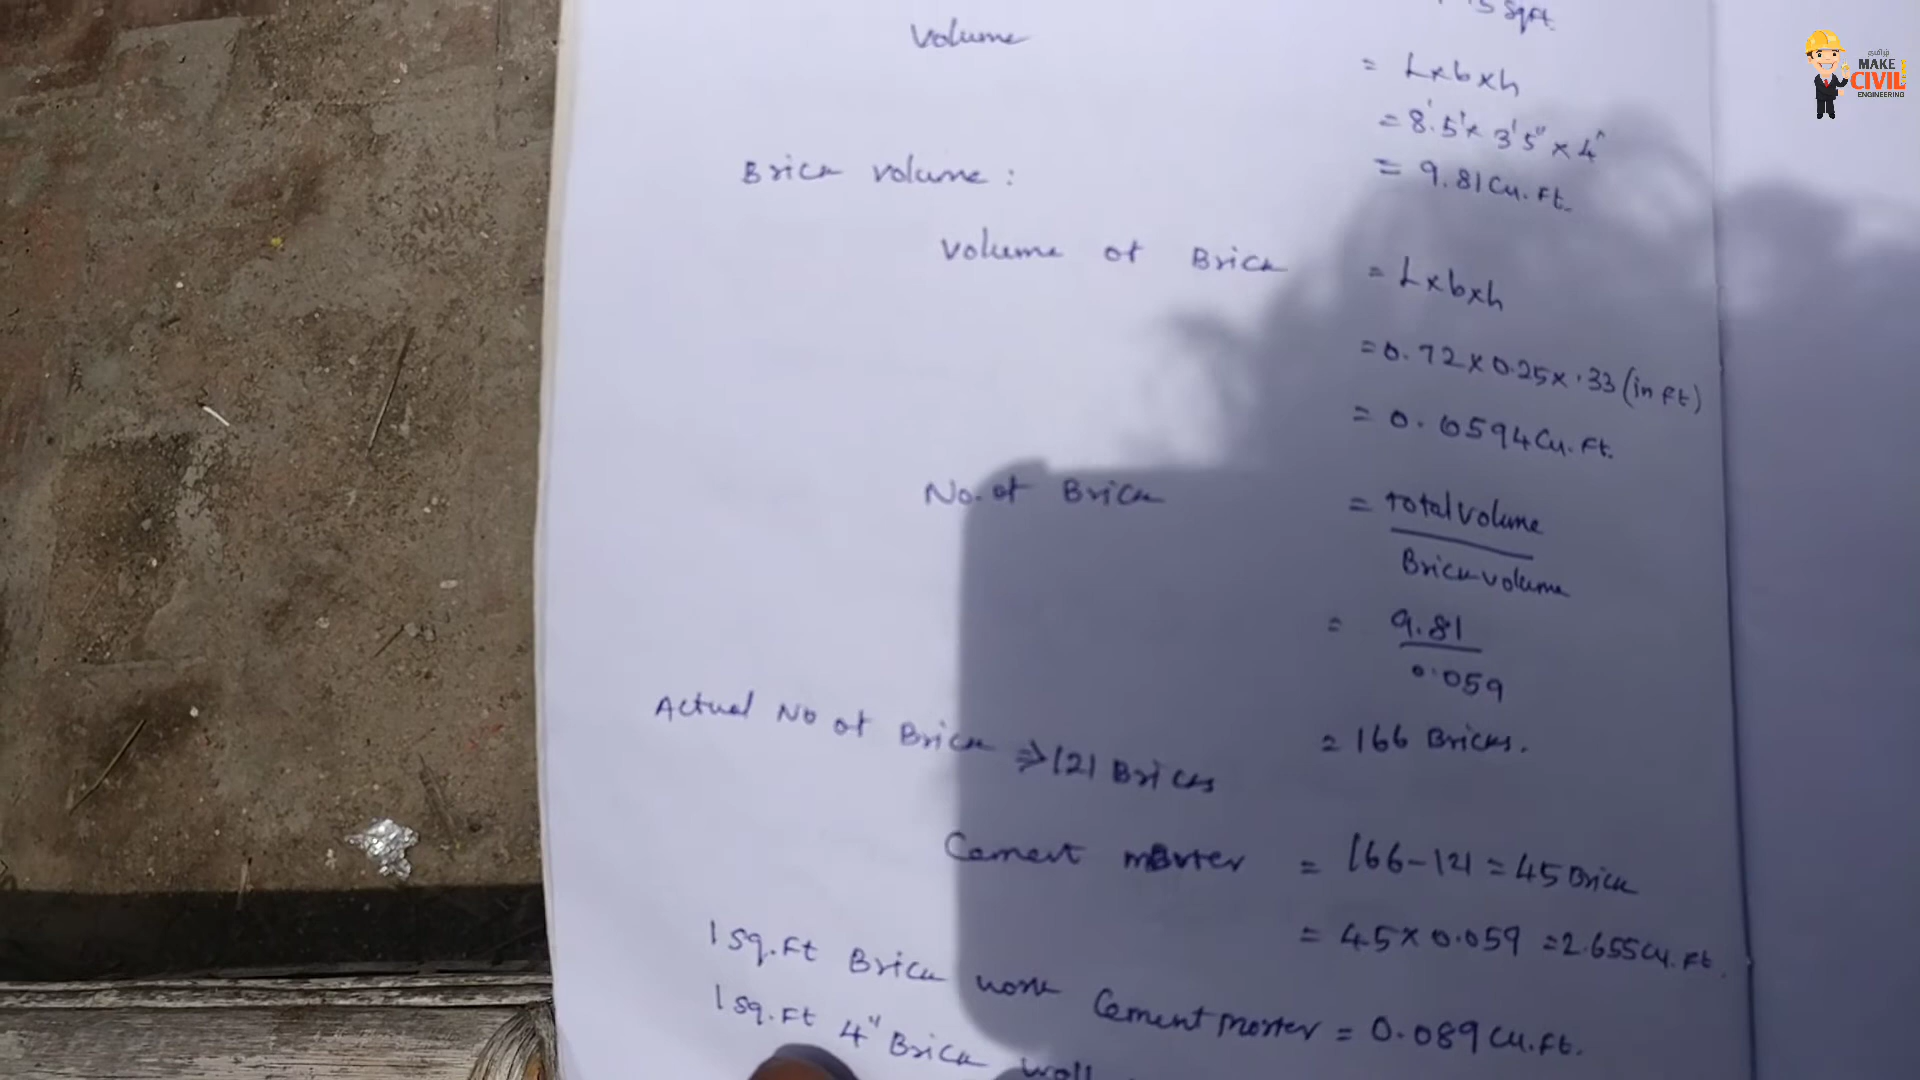 தமிழ்
MAKE
CIVIL
ENGINEERING
5 Sqft.
Volume = L×b×h
= 8'.5'× 3'5"×4"
= 9.81 Cu.Ft.
Brick volume:
Volume of Brick = L×b×h
= 0.72×0.25×.33 (in Ft)
= 0.0594 Cu.Ft.
No. of Brick = Total Volume
Brick volume
= 9.81
0.059
= 166 Bricks.
Actual No of Brick ⇒ 121 Bricks
Cement morter = 166-121 = 45 Brick
= 45×0.059 = 2.655 Cu.Ft.
1 Sq.Ft Brick work Cement morter = 0.089 Cu.Ft.
1 Sq.Ft 4" Brick wall